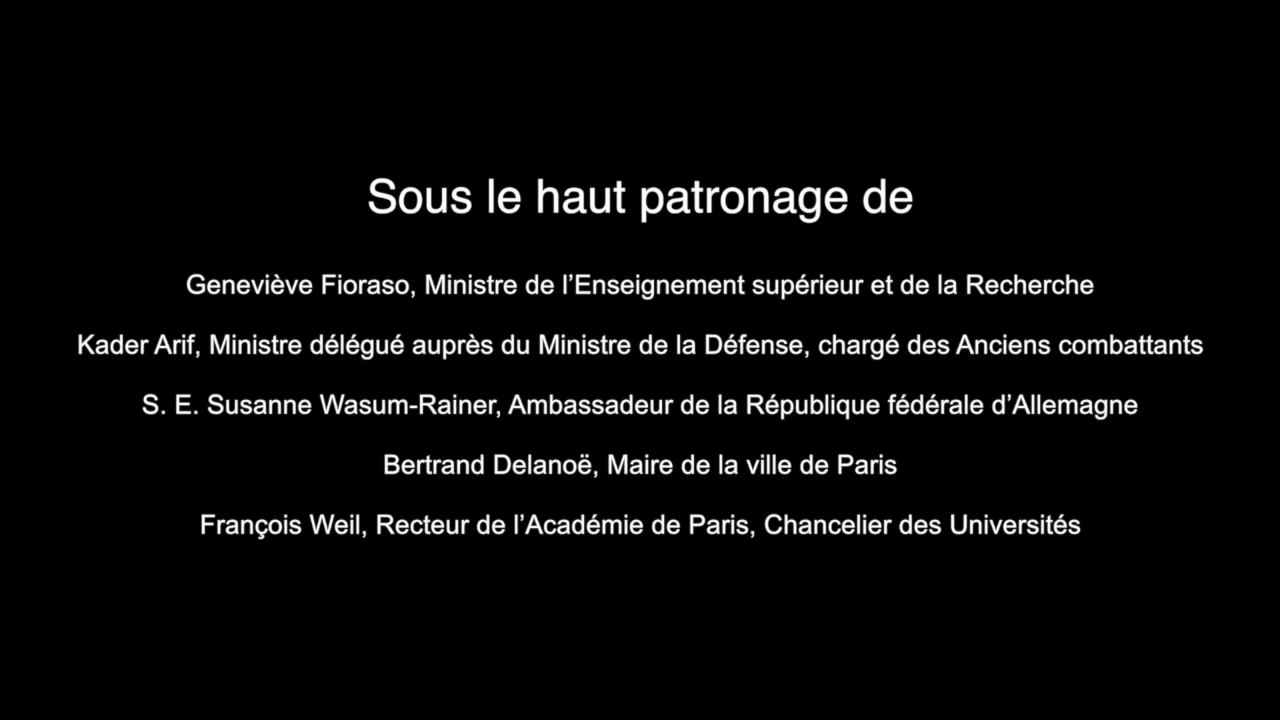 Sous le haut patronage de
Geneviève Fioraso, Ministre de l’Enseignement supérieur et de la Recherche
Kader Arif, Ministre délégué auprès du Ministre de la Défense, chargé des Anciens combattants
S. E. Susanne Wasum-Rainer, Ambassadeur de la République fédérale d’Allemagne
Bertrand Delanoë, Maire de la ville de Paris
François Weil, Recteur de l’Académie de Paris, Chancelier des Universités